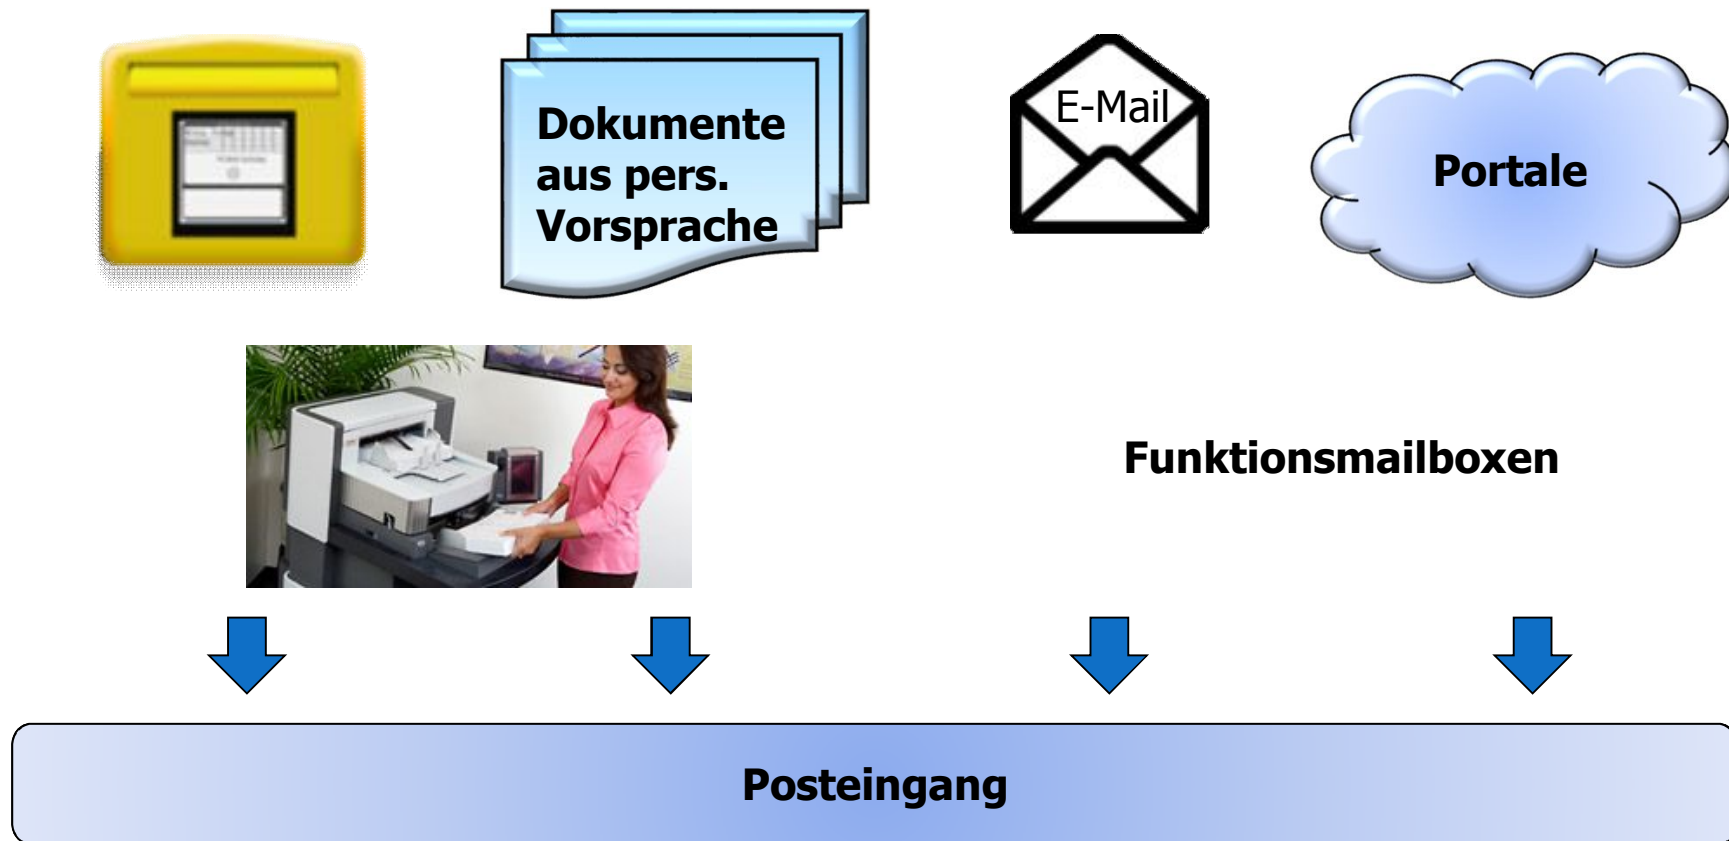 Dokumente
aus pers.
Vorsprache
E-Mail
Portale
Funktionsmailboxen
Posteingang